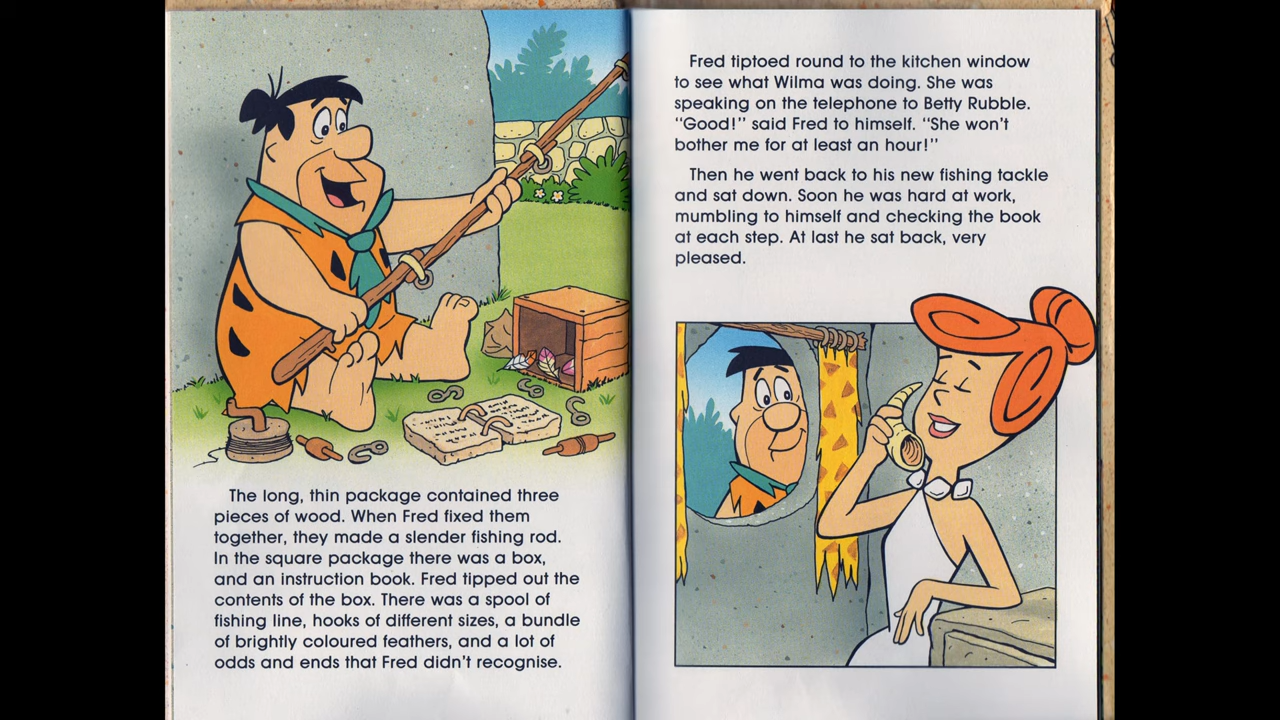 The long, thin package contained three
pieces of wood. When Fred fixed them
together, they made a slender fishing rod.
In the square package there was a box,
and an instruction book. Fred tipped out the
contents of the box. There was a spool of
fishing line, hooks of different sizes, a bundle
of brightly coloured feathers, and a lot of
odds and ends that Fred didn't recognise.
Fred tiptoed round to the kitchen window
to see what Wilma was doing. She was
speaking on the telephone to Betty Rubble.
“Good!” said Fred to himself. “She won't
bother me for at least an hour!”
Then he went back to his new fishing tackle
and sat down. Soon he was hard at work,
mumbling to himself and checking the book
at each step. At last he sat back, very
pleased.